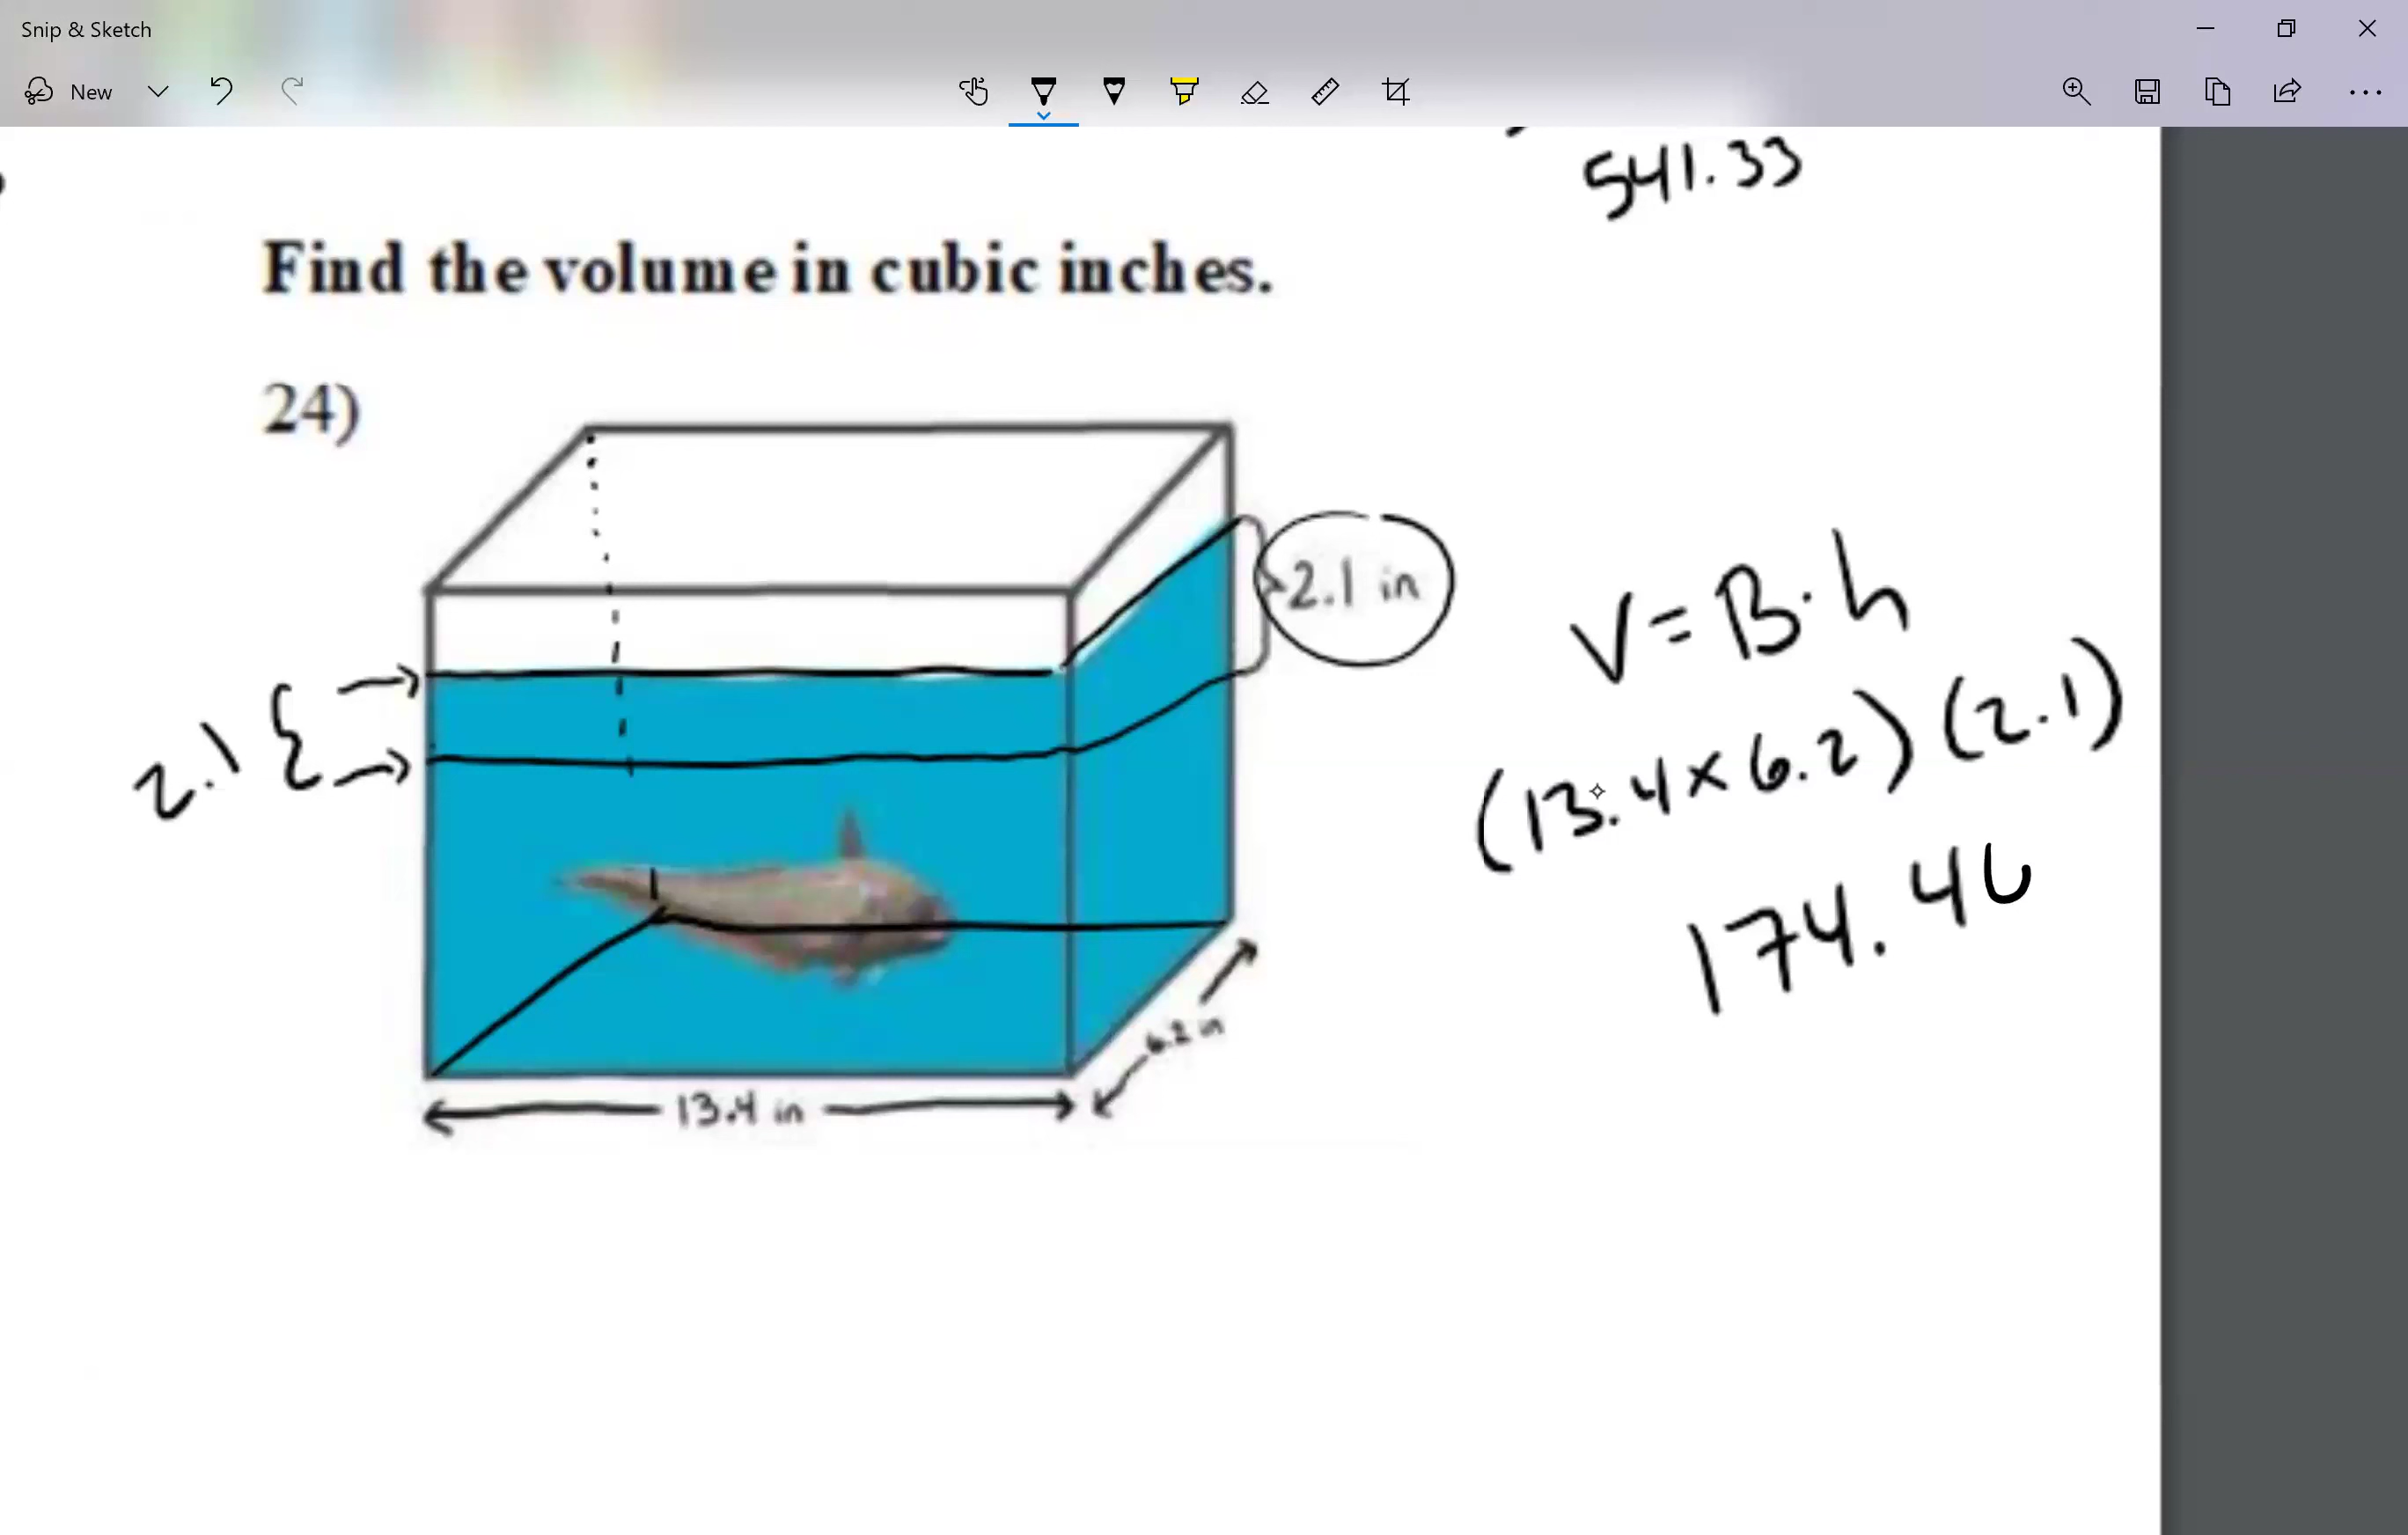 Snip & Sketch
New
541.33
Find the volume in cubic inches.
24)
2.1 in
V = B · h
2.1 {
(13.4 × 6.2) (2.1)
174.46
6.2 in
13.4 in